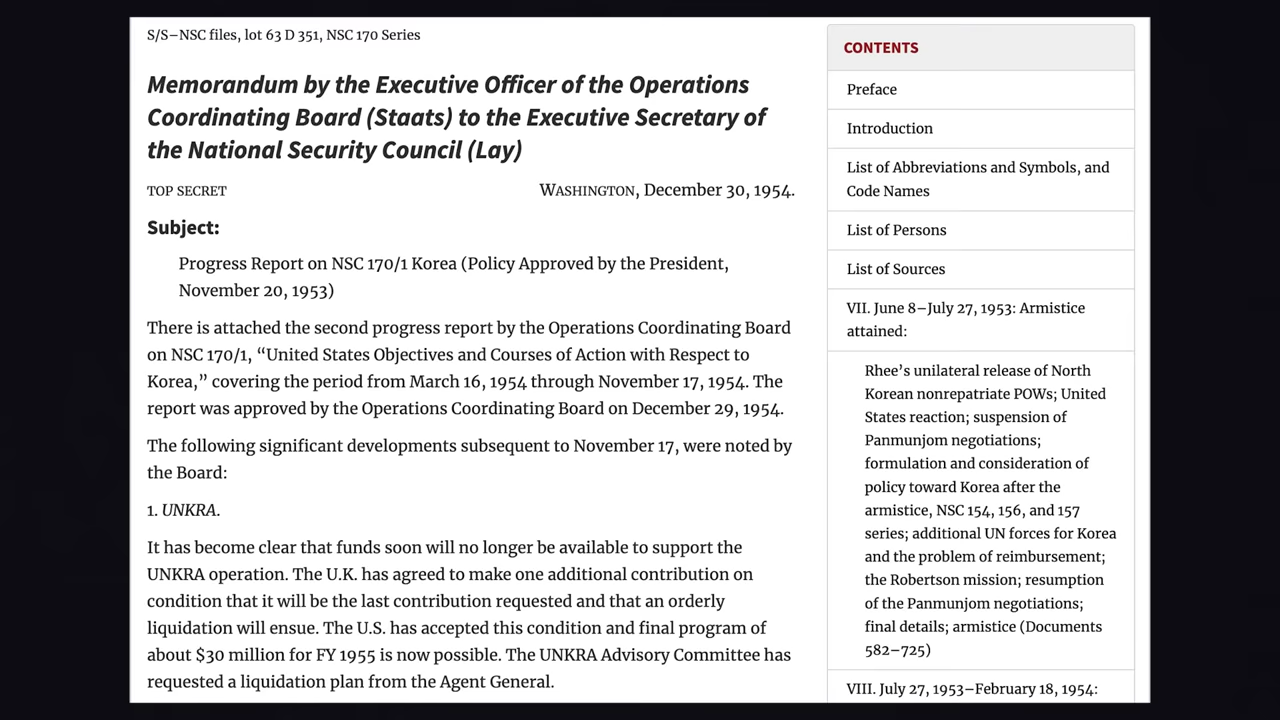 S/S–NSC files, lot 63 D 351, NSC 170 Series
Memorandum by the Executive Officer of the Operations
Coordinating Board (Staats) to the Executive Secretary of
the National Security Council (Lay)
TOP SECRET
WASHINGTON, December 30, 1954.
Subject:
Progress Report on NSC 170/1 Korea (Policy Approved by the President,
November 20, 1953)
There is attached the second progress report by the Operations Coordinating Board
on NSC 170/1, “United States Objectives and Courses of Action with Respect to
Korea,” covering the period from March 16, 1954 through November 17, 1954. The
report was approved by the Operations Coordinating Board on December 29, 1954.
The following significant developments subsequent to November 17, were noted by
the Board:
1. UNKRA.
It has become clear that funds soon will no longer be available to support the
UNKRA operation. The U.K. has agreed to make one additional contribution on
condition that it will be the last contribution requested and that an orderly
liquidation will ensue. The U.S. has accepted this condition and final program of
about $30 million for FY 1955 is now possible. The UNKRA Advisory Committee has
requested a liquidation plan from the Agent General.
CONTENTS
Preface
Introduction
List of Abbreviations and Symbols, and
Code Names
List of Persons
List of Sources
VII. June 8–July 27, 1953: Armistice
attained:
Rhee’s unilateral release of North
Korean nonrepatriate POWs; United
States reaction; suspension of
Panmunjom negotiations;
formulation and consideration of
policy toward Korea after the
armistice, NSC 154, 156, and 157
series; additional UN forces for Korea
and the problem of reimbursement;
the Robertson mission; resumption
of the Panmunjom negotiations;
final details; armistice (Documents
582–725)
VIII. July 27, 1953–February 18, 1954: